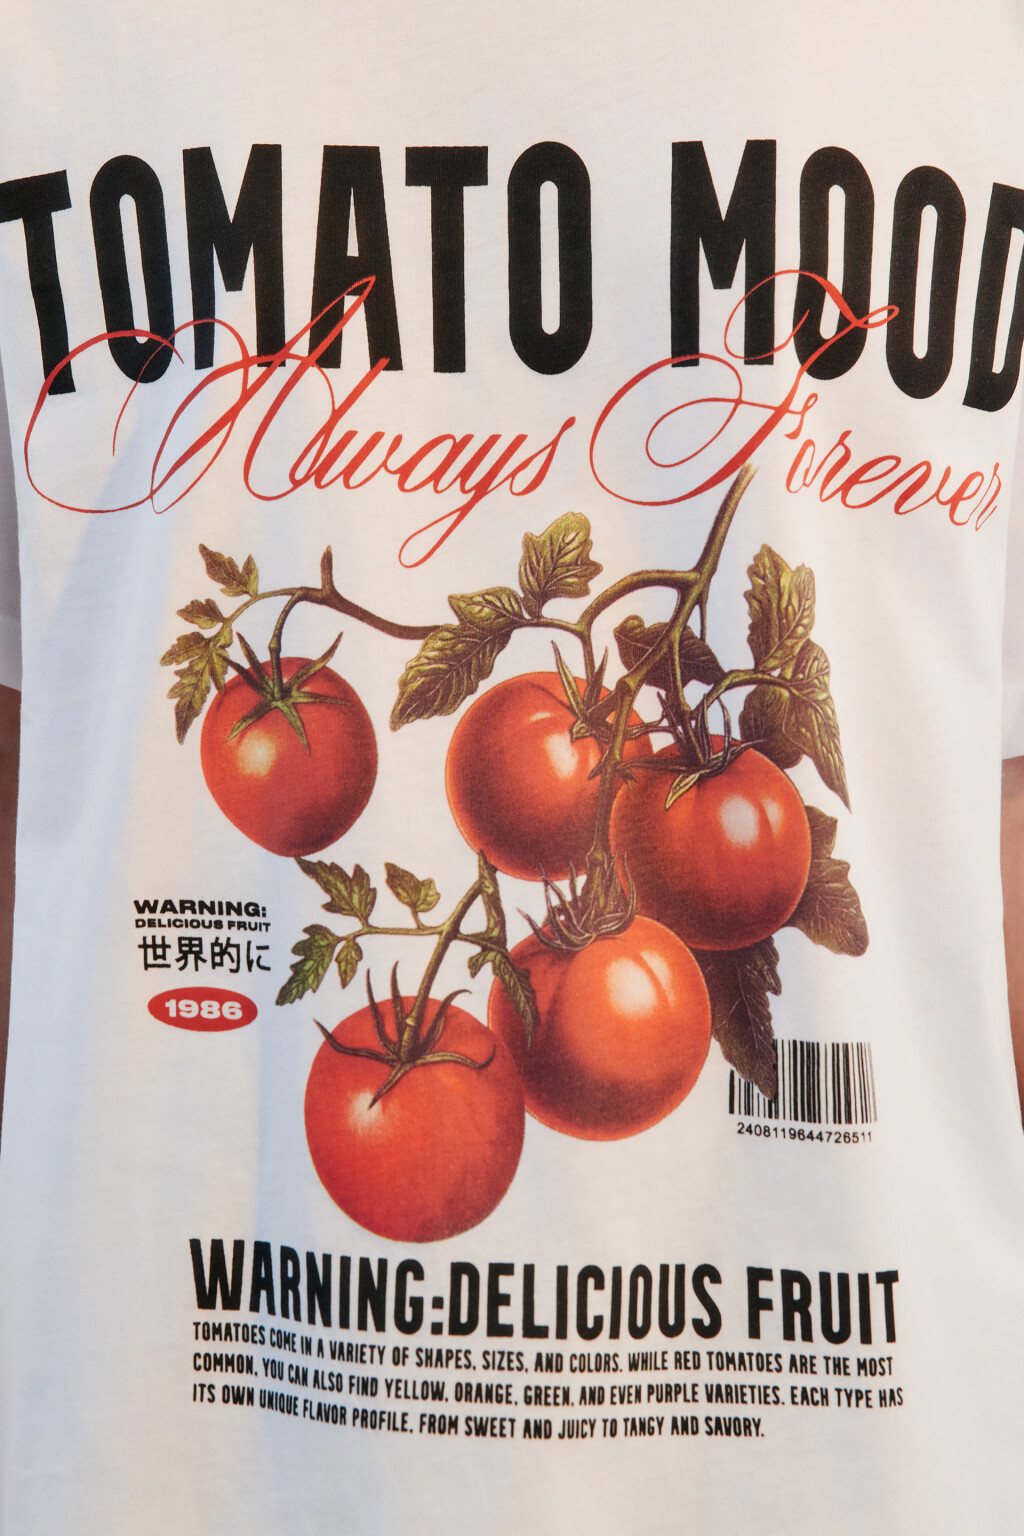 TOMATO MOOD
Always Forever
WARNING:
DELICIOUS FRUIT
世界的に
1986
2408119644726511
WARNING:DELICIOUS FRUIT
TOMATOES COME IN A VARIETY OF SHAPES, SIZES, AND COLORS. WHILE RED TOMATOES ARE THE MOST
COMMON, YOU CAN ALSO FIND YELLOW, ORANGE, GREEN, AND EVEN PURPLE VARIETIES. EACH TYPE HAS
ITS OWN UNIQUE FLAVOR PROFILE, FROM SWEET AND JUICY TO TANGY AND SAVORY.